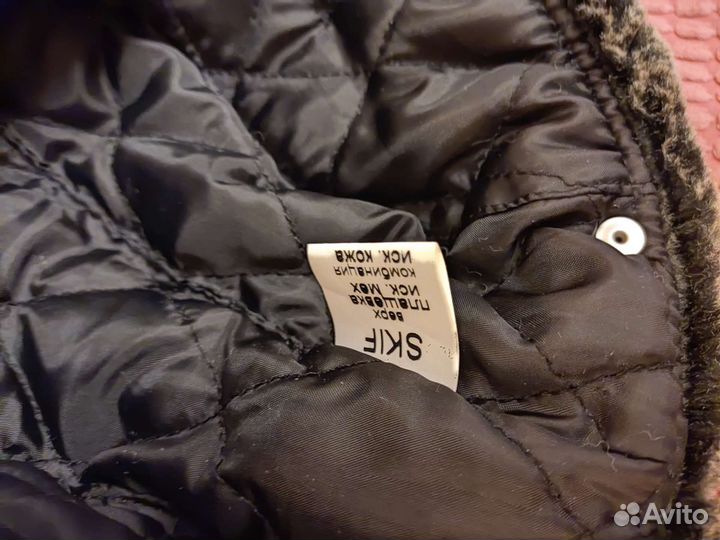 SKIF
верх
плащевка
иск. мех
комбинация
иск. кожа
Avito